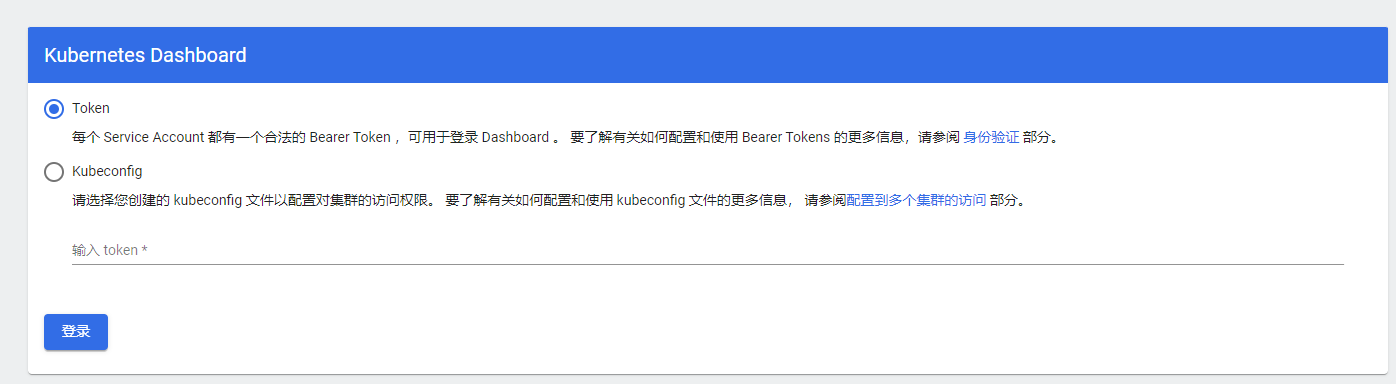 Kubernetes Dashboard
Token
每个 Service Account 都有一个合法的 Bearer Token ，可用于登录 Dashboard 。 要了解有关如何配置和使用 Bearer Tokens 的更多信息，请参阅 身份验证 部分。
Kubeconfig
请选择您创建的 kubeconfig 文件以配置对集群的访问权限。 要了解有关如何配置和使用 kubeconfig 文件的更多信息， 请参阅配置到多个集群的访问 部分。
输入 token *
登录